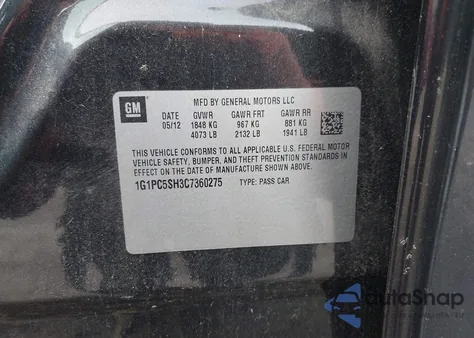 MFD BY GENERAL MOTORS LLC
GM DATE GVWR GAWR FRT GAWR RR
05/12 1848 KG 967 KG 881 KG
4073 LB 2132 LB 1941 LB
THIS VEHICLE CONFORMS TO ALL APPLICABLE U.S. FEDERAL MOTOR
VEHICLE SAFETY, BUMPER, AND THEFT PREVENTION STANDARDS
IN EFFECT ON THE DATE OF MANUFACTURE SHOWN ABOVE
1G1PC5SH3C7360275 TYPE: PASS CAR
AutaSnap